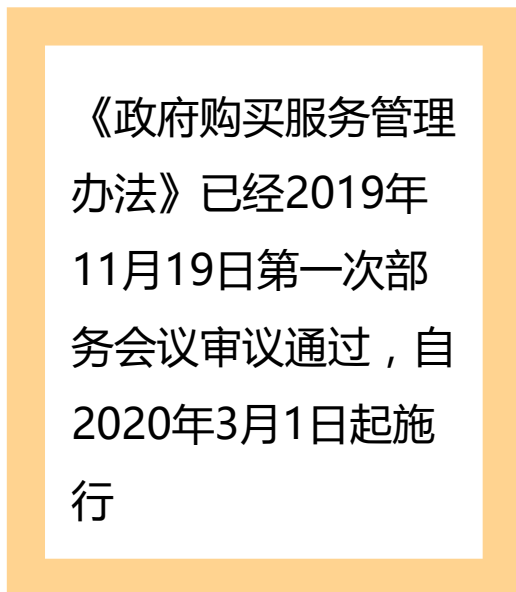 《政府购买服务管理
办法》已经2019年
11月19日第一次部
务会议审议通过，自
2020年3月1日起施
行